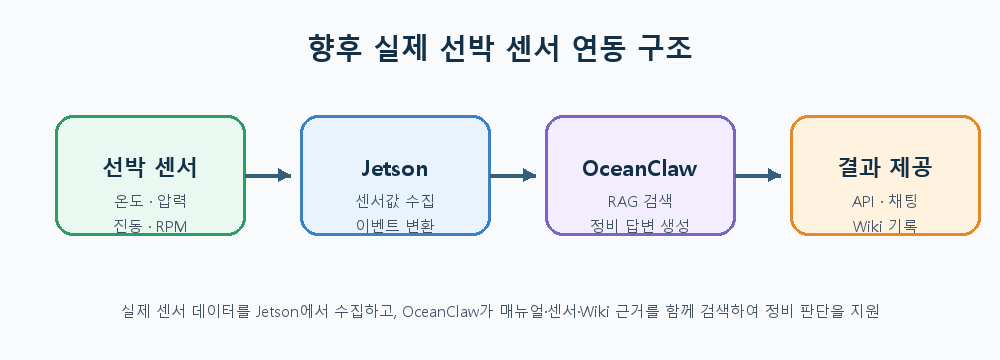 향후 실제 선박 센서 연동 구조
선박 센서
온도 · 압력
진동 · RPM
Jetson
센서값 수집
이벤트 변환
OceanClaw
RAG 검색
정비 답변 생성
결과 제공
API · 채팅
Wiki 기록
실제 센서 데이터를 Jetson에서 수집하고, OceanClaw가 매뉴얼·센서·Wiki 근거를 함께 검색하여 정비 판단을 지원